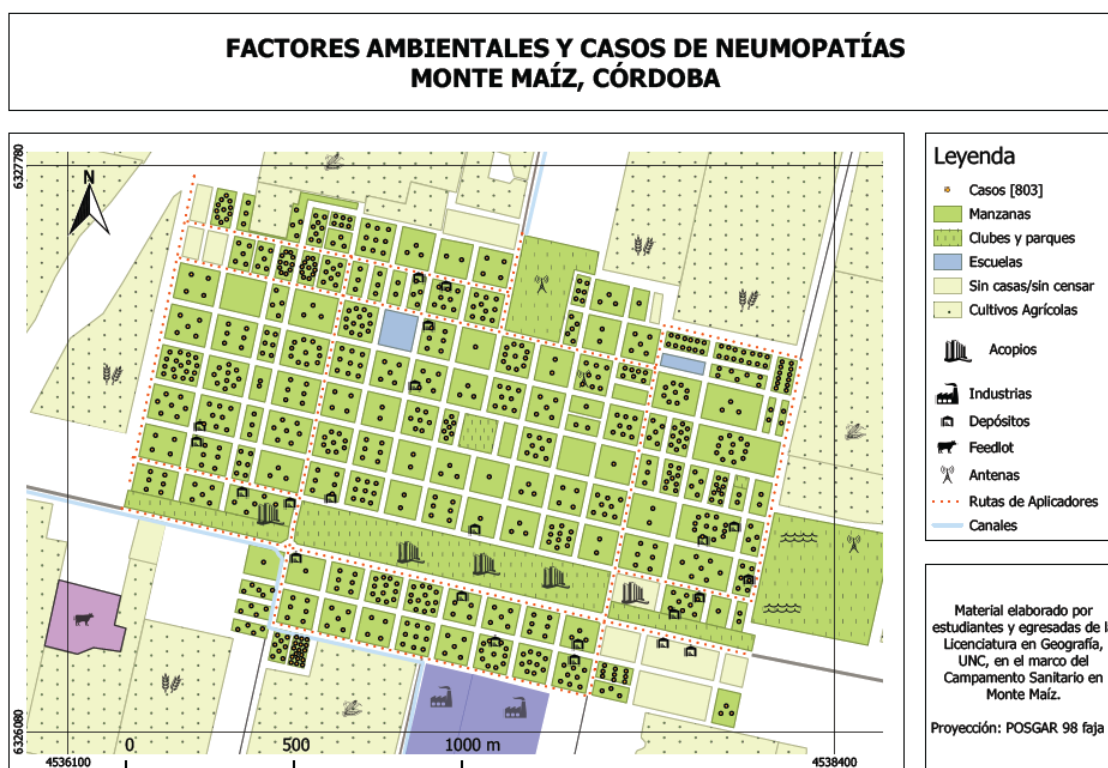 FACTORES AMBIENTALES Y CASOS DE NEUMOPATÍAS
MONTE MAÍZ, CÓRDOBA
6327780
N
6326080
0
500
1000 m
4536100
4538400
Leyenda
Casos [803]
Manzanas
Clubes y parques
Escuelas
Sin casas/sin censar
Cultivos Agrícolas
Acopios
Industrias
Depósitos
Feedlot
Antenas
Rutas de Aplicadores
Canales
Material elaborado por
estudiantes y egresadas de l
Licenciatura en Geografía,
UNC, en el marco del
Campamento Sanitario en
Monte Maíz.
Proyección: POSGAR 98 faja